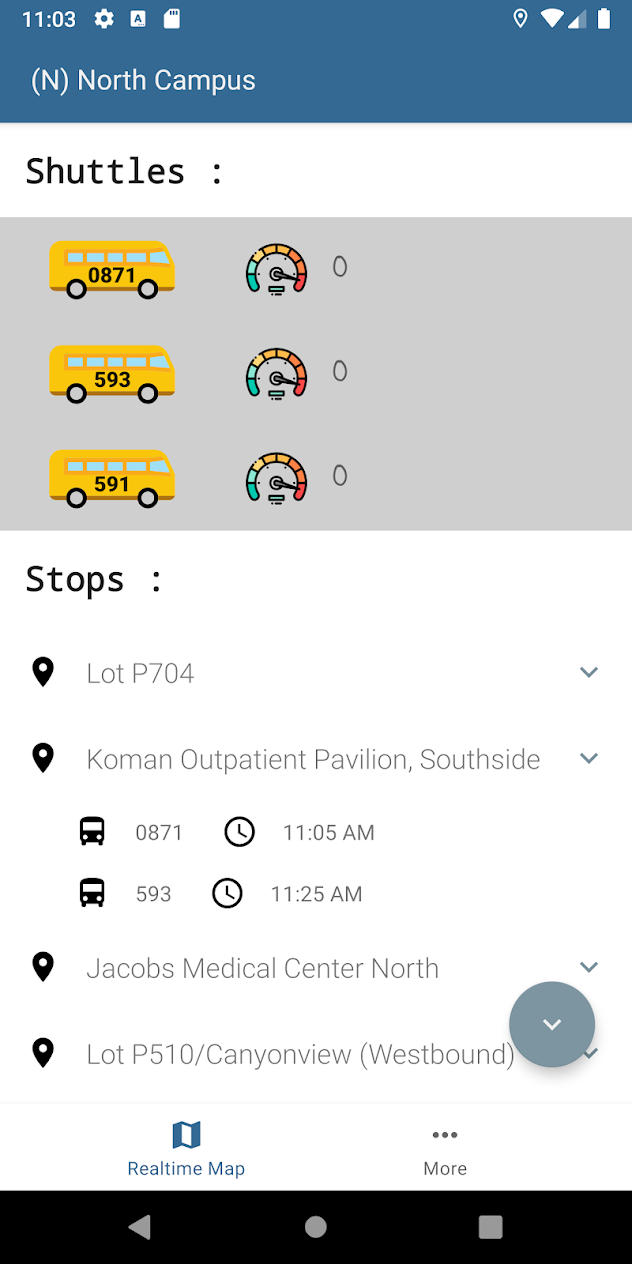 11:03
(N) North Campus
Shuttles :
0871 0
593 0
591 0
Stops :
Lot P704
Koman Outpatient Pavilion, Southside
0871 11:05 AM
593 11:25 AM
Jacobs Medical Center North
Lot P510/Canyonview (Westbound)
Realtime Map More